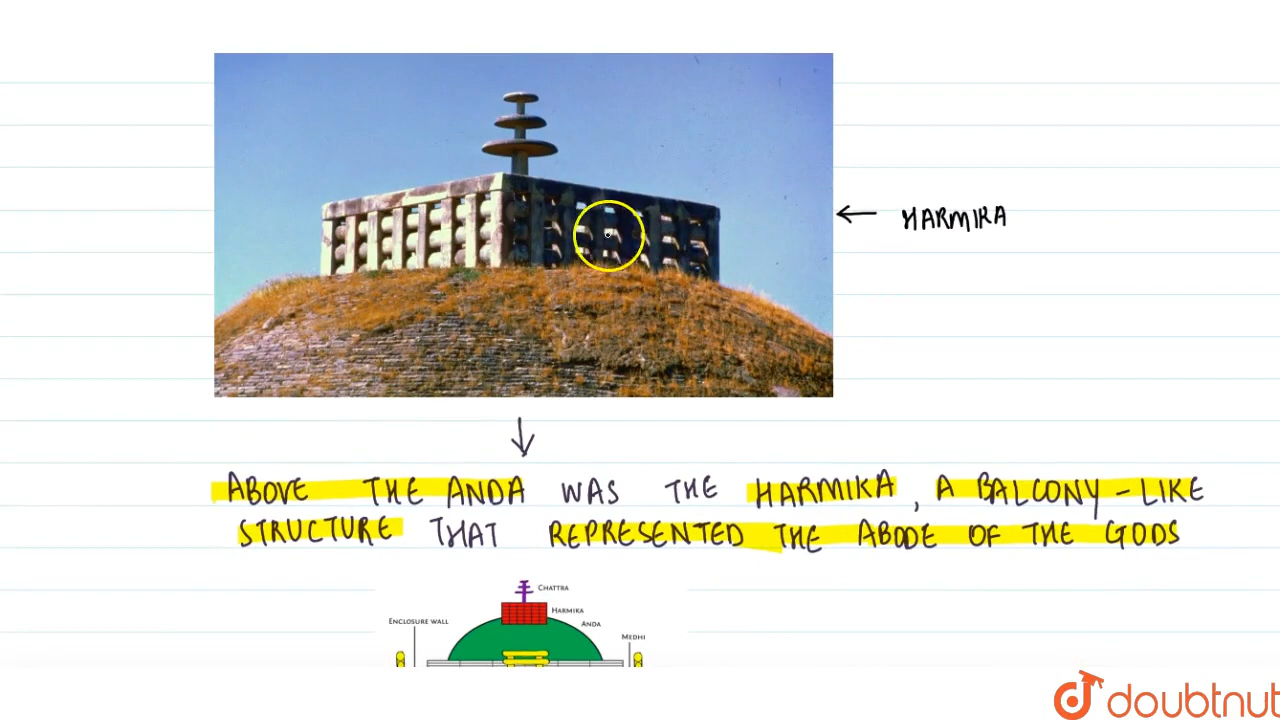 HARMIKA
ABOVE THE ANDA WAS THE HARMIKA, A BALCONY-LIKE
STRUCTURE THAT REPRESENTED THE ABODE OF THE GODS
CHATTRA
HARMIKA
ANDA
ENCLOSURE WALL
MEDHI
doubtnut